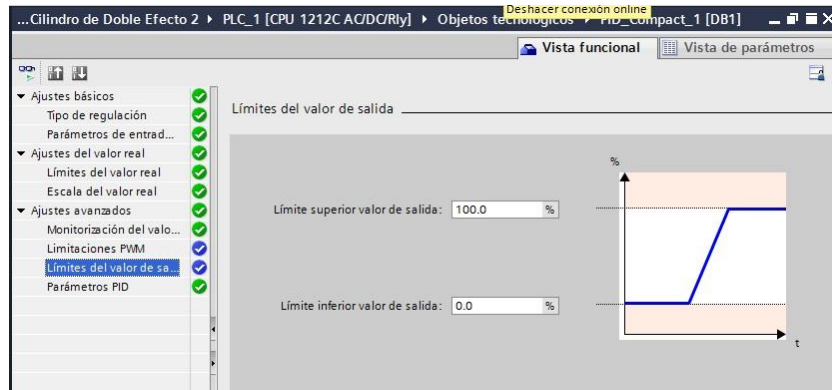 Deshacer conexión online
...Cilindro de Doble Efecto 2 ▸ PLC_1 [CPU 1212C AC/DC/Rly] ▸ Objetos tecnológicos ▸ PID_Compact_1 [DB1]
Vista funcional Vista de parámetros
Ajustes básicos
Tipo de regulación
Parámetros de entrad...
Ajustes del valor real
Límites del valor real
Escala del valor real
Ajustes avanzados
Monitorización del valo...
Limitaciones PWM
Límites del valor de sa...
Parámetros PID
Límites del valor de salida
%
Límite superior valor de salida: 100.0 %
Límite inferior valor de salida: 0.0 %
t